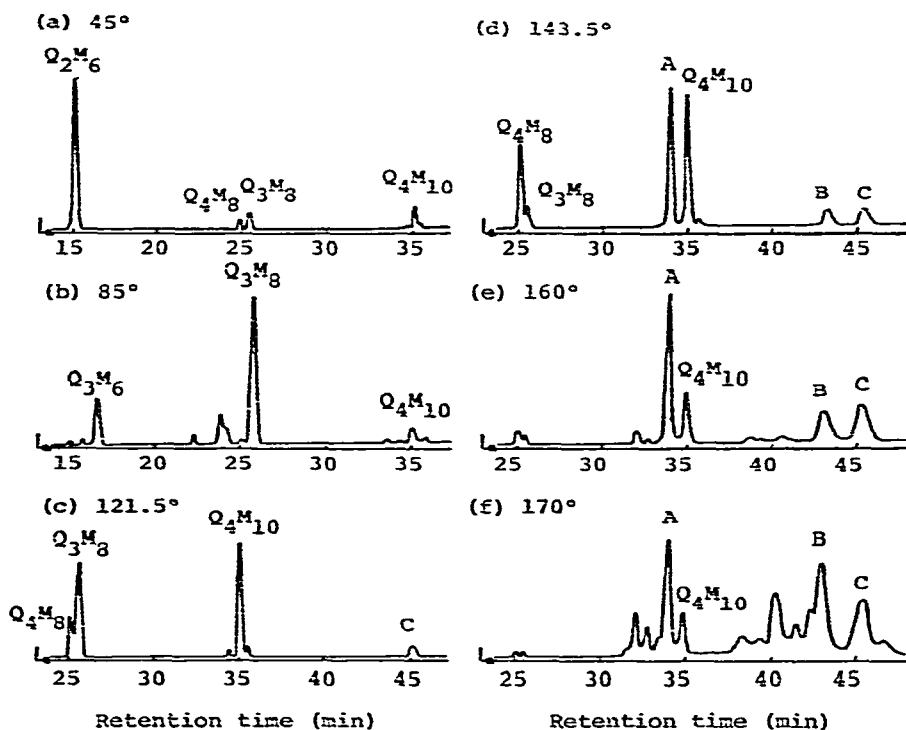 (a) 45°
Q₂M₆
Q₄M₈
Q₃M₈
Q₄M₁₀
15 20 25 30 35
(b) 85°
Q₃M₆
Q₃M₈
Q₄M₁₀
15 20 25 30 35
(c) 121.5°
Q₄M₈
Q₃M₈
Q₄M₁₀
C
25 30 35 40 45
Retention time (min)
(d) 143.5°
Q₄M₈
Q₃M₈
A
Q₄M₁₀
B
C
25 30 35 40 45
(e) 160°
A
Q₄M₁₀
B
C
25 30 35 40 45
(f) 170°
A
Q₄M₁₀
B
C
25 30 35 40 45
Retention time (min)